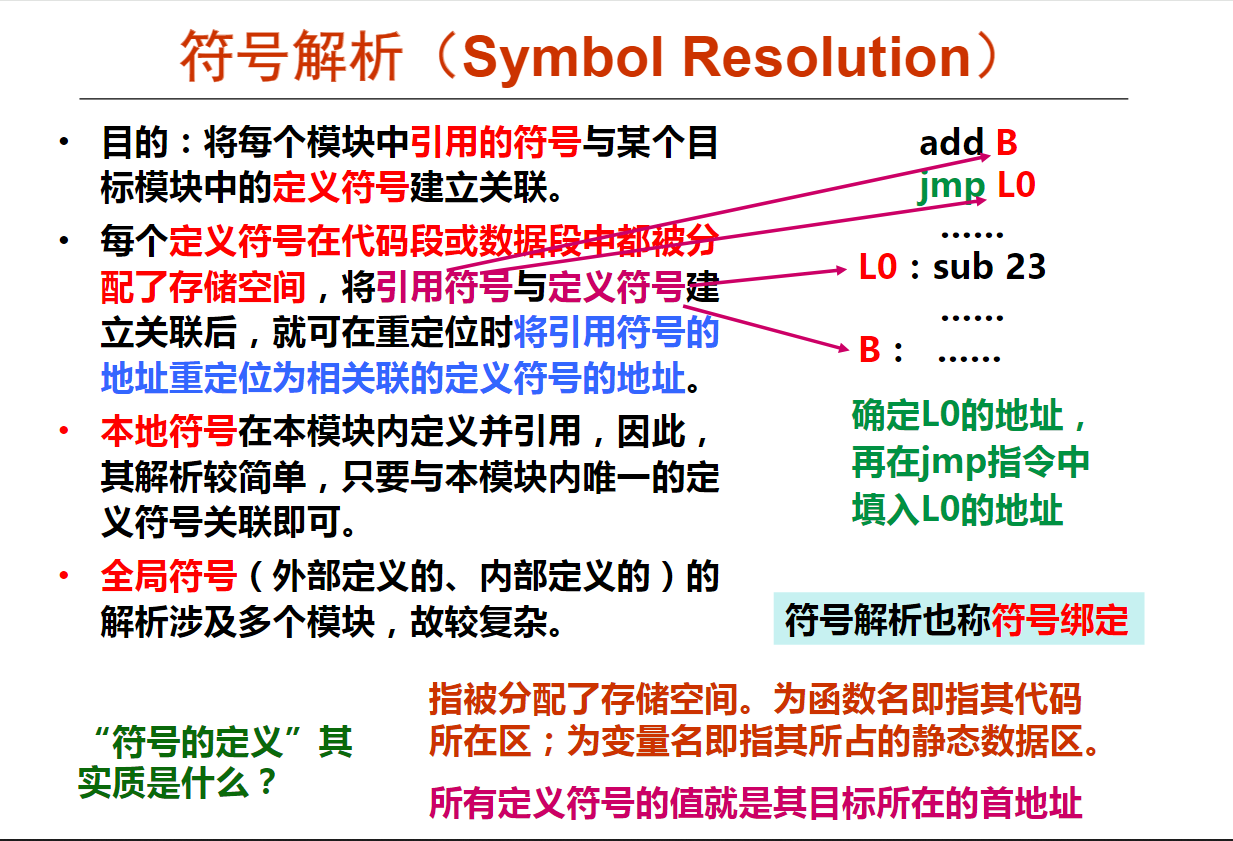 符号解析（Symbol Resolution）
• 目的：将每个模块中引用的符号与某个目
标模块中的定义符号建立关联。
• 每个定义符号在代码段或数据段中都被分
配了存储空间，将引用符号与定义符号建
立关联后，就可在重定位时将引用符号的
地址重定位为相关联的定义符号的地址。
• 本地符号在本模块内定义并引用，因此，
其解析较简单，只要与本模块内唯一的定
义符号关联即可。
• 全局符号（外部定义的、内部定义的）的
解析涉及多个模块，故较复杂。
add B
jmp L0
……
L0：sub 23
……
B： ……
确定L0的地址，
再在jmp指令中
填入L0的地址
符号解析也称符号绑定
“符号的定义”其
实质是什么？
指被分配了存储空间。为函数名即指其代码
所在区；为变量名即指其所占的静态数据区。
所有定义符号的值就是其目标所在的首地址